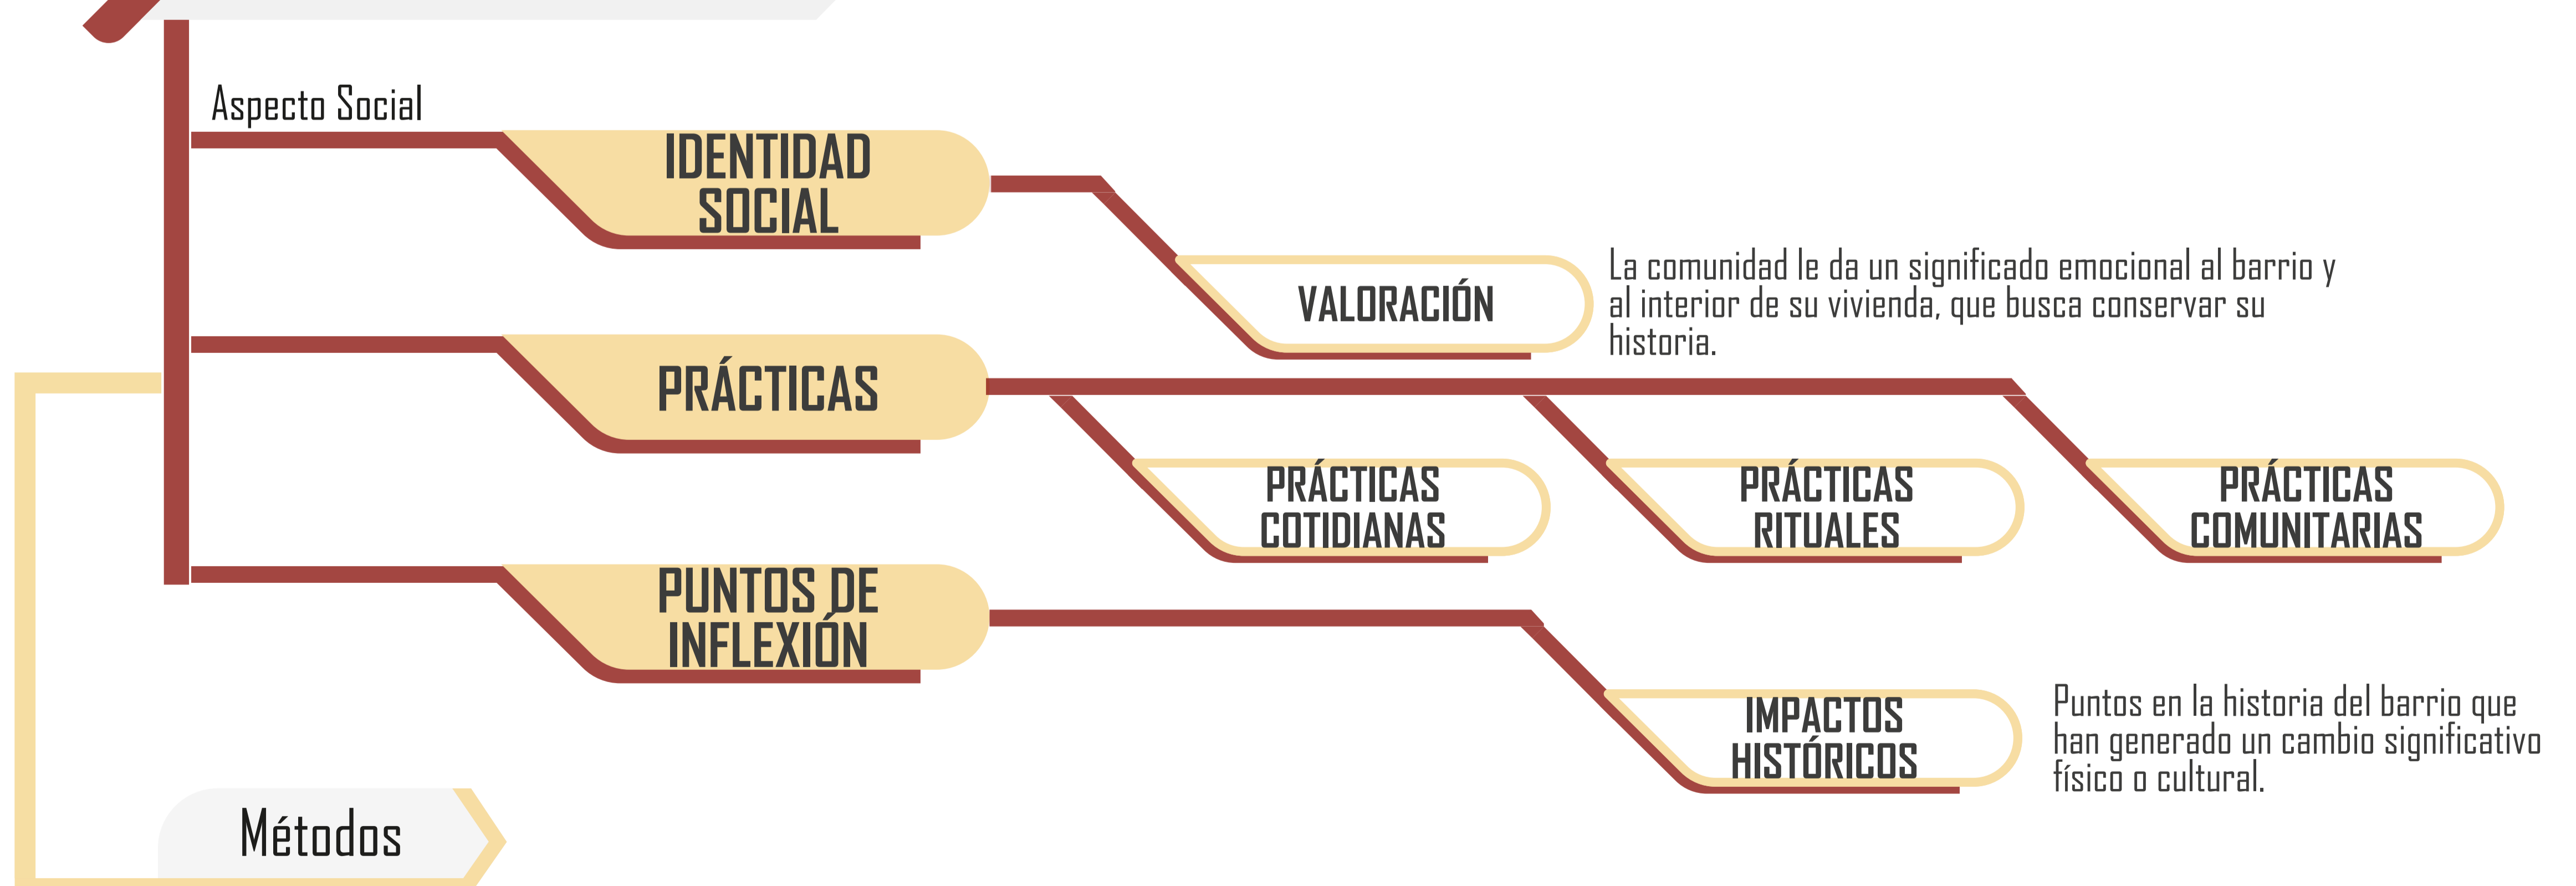 Aspecto Social
IDENTIDAD
SOCIAL
VALORACIÓN
La comunidad le da un significado emocional al barrio y
al interior de su vivienda, que busca conservar su
historia.
PRÁCTICAS
PRÁCTICAS
COTIDIANAS
PRÁCTICAS
RITUALES
PRÁCTICAS
COMUNITARIAS
PUNTOS DE
INFLEXIÓN
IMPACTOS
HISTÓRICOS
Puntos en la historia del barrio que
han generado un cambio significativo
físico o cultural.
Métodos